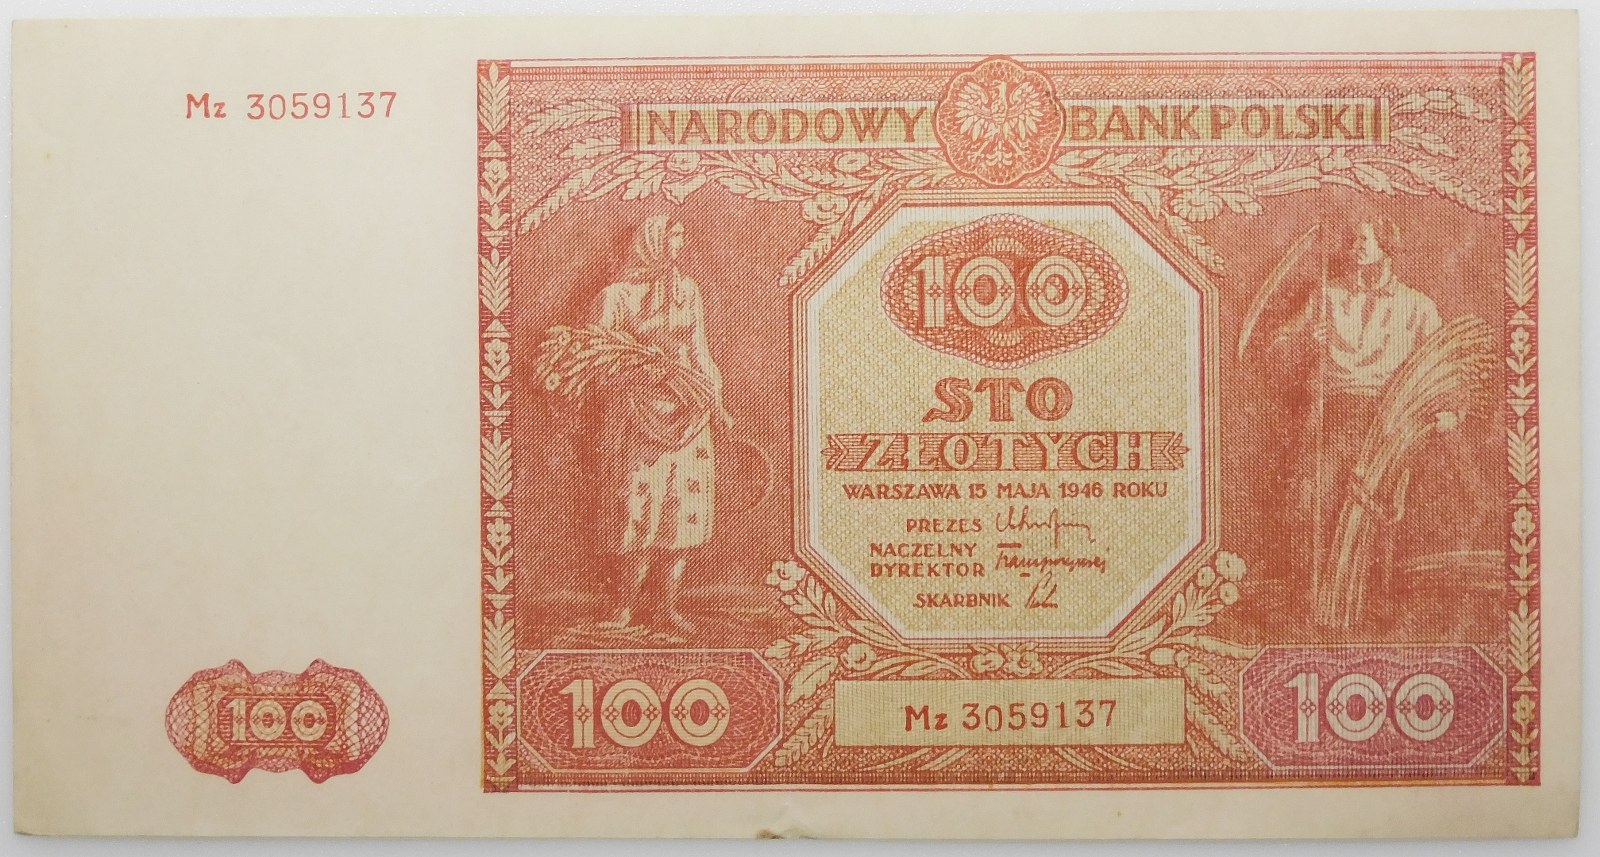 Mz 3059137
NARODOWY BANK POLSKI
100
STO
ZŁOTYCH
WARSZAWA 15 MAJA 1946 ROKU
PREZES
NACZELNY
DYREKTOR
SKARBNIK
100
100
Mz 3059137
100